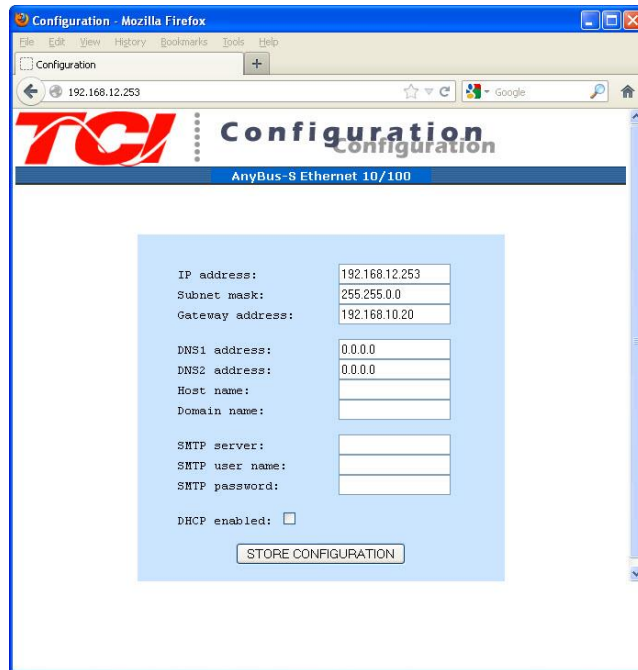 Configuration - Mozilla Firefox
File Edit View History Bookmarks Tools Help
Configuration +
192.168.12.253 Google
TCI Configuration
Configuration
AnyBus-S Ethernet 10/100
IP address: 192.168.12.253
Subnet mask: 255.255.0.0
Gateway address: 192.168.10.20
DNS1 address: 0.0.0.0
DNS2 address: 0.0.0.0
Host name:
Domain name:
SMTP server:
SMTP user name:
SMTP password:
DHCP enabled:
STORE CONFIGURATION